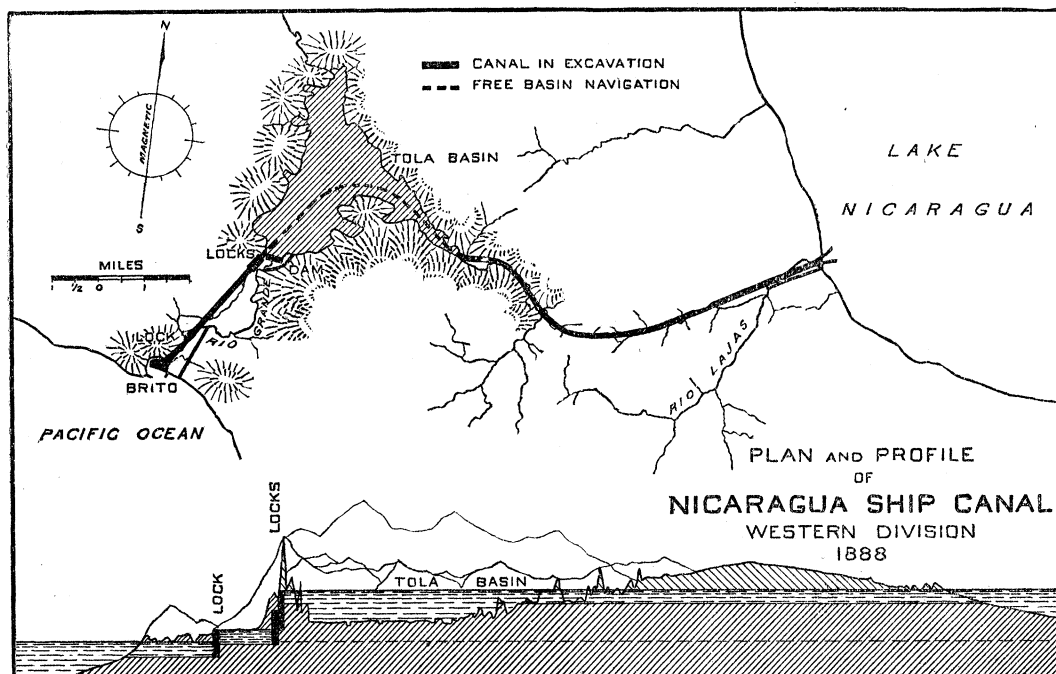 N
MAGNETIC
S
CANAL IN EXCAVATION
FREE BASIN NAVIGATION
TOLA BASIN
LAKE
NICARAGUA
LOCKS
DAM
MILES
1 ½ 0 1
RIO GRANDE
LOCK
BRITO
RIO LAJAS
PACIFIC OCEAN
PLAN AND PROFILE
OF
NICARAGUA SHIP CANAL
WESTERN DIVISION
1888
LOCKS
LOCK
TOLA BASIN